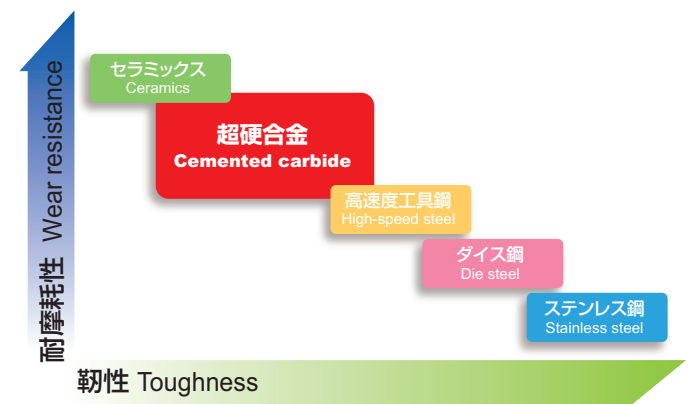 セラミックス
Ceramics
超硬合金
Cemented carbide
高速度工具鋼
High-speed steel
ダイス鋼
Die steel
ステンレス鋼
Stainless steel
耐摩耗性 Wear resistance
靭性 Toughness